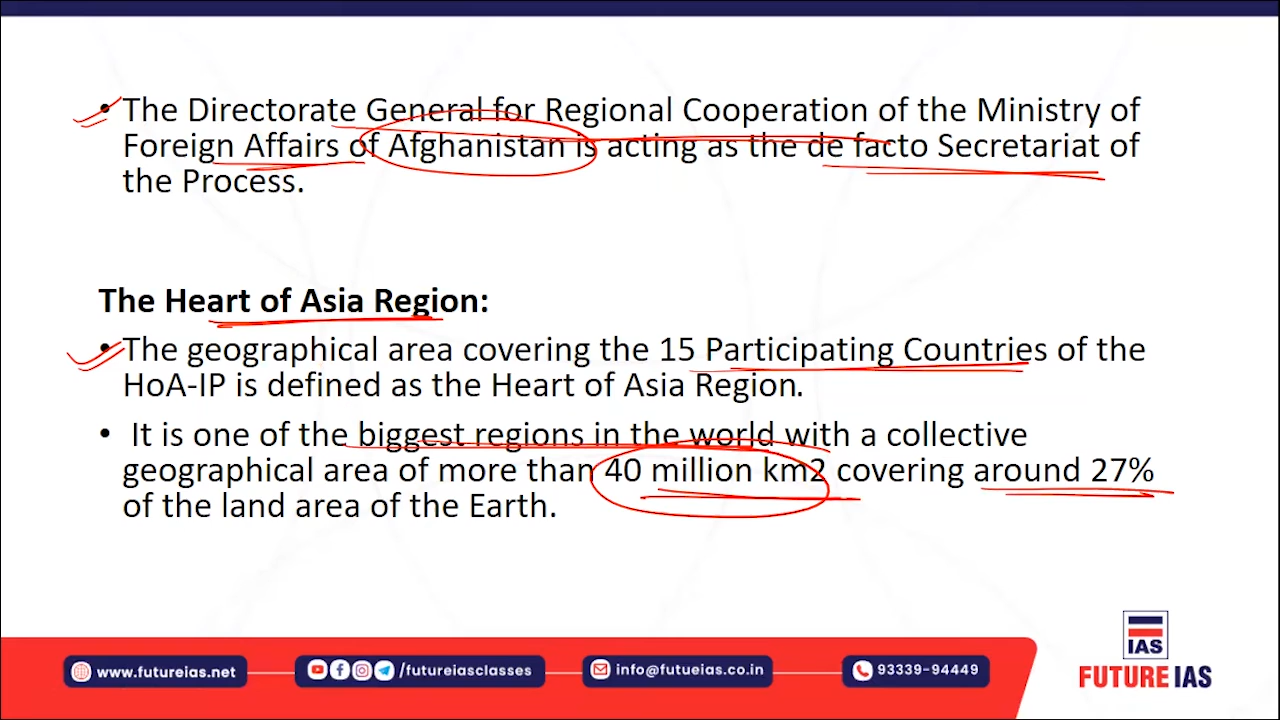 • The Directorate General for Regional Cooperation of the Ministry of
Foreign Affairs of Afghanistan is acting as the de facto Secretariat of
the Process.
The Heart of Asia Region:
• The geographical area covering the 15 Participating Countries of the
HoA-IP is defined as the Heart of Asia Region.
• It is one of the biggest regions in the world with a collective
geographical area of more than 40 million km2 covering around 27%
of the land area of the Earth.
IAS
FUTURE IAS
www.futureias.net
/futureiasclasses
info@futueias.co.in
93339-94449